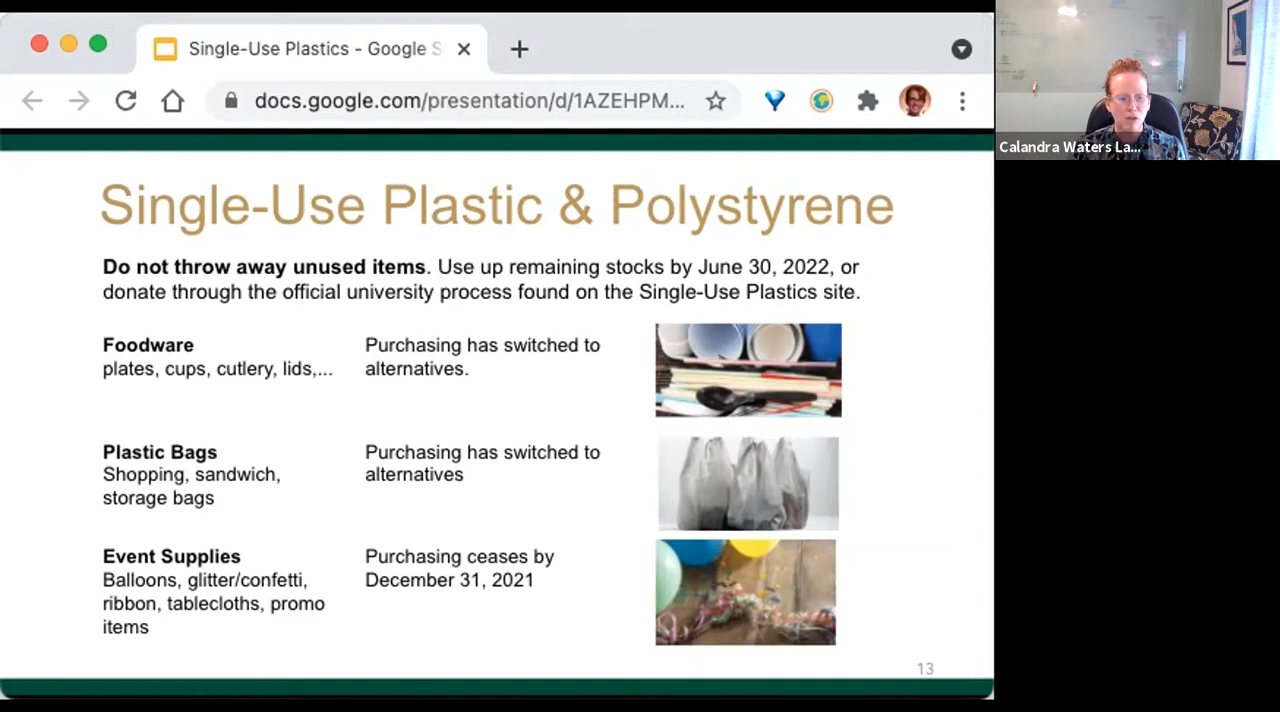 Single-Use Plastics - Google S
docs.google.com/presentation/d/1AZEHPM...
Calandra Waters La...
Single-Use Plastic & Polystyrene
Do not throw away unused items. Use up remaining stocks by June 30, 2022, or
donate through the official university process found on the Single-Use Plastics site.
Foodware
plates, cups, cutlery, lids,...
Purchasing has switched to
alternatives.
Plastic Bags
Shopping, sandwich,
storage bags
Purchasing has switched to
alternatives
Event Supplies
Balloons, glitter/confetti,
ribbon, tablecloths, promo
items
Purchasing ceases by
December 31, 2021
13